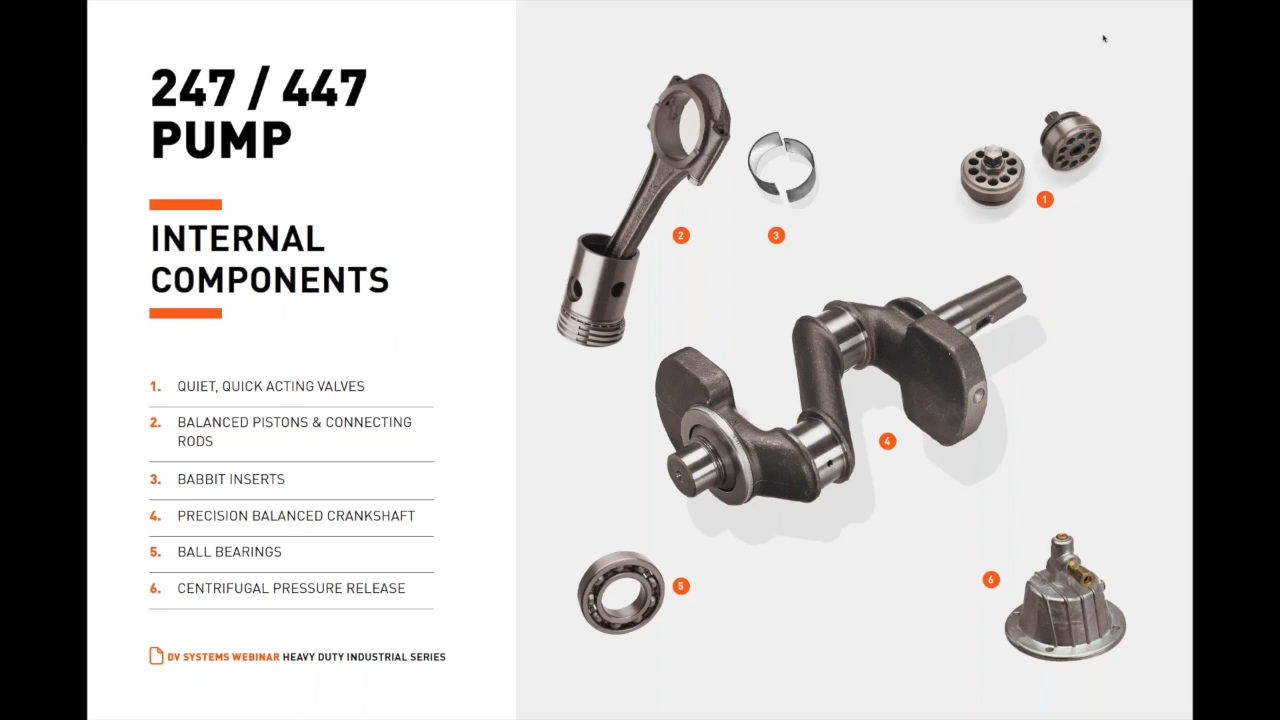 247 / 447
PUMP
INTERNAL
COMPONENTS
1. QUIET, QUICK ACTING VALVES
2. BALANCED PISTONS & CONNECTING
RODS
3. BABBIT INSERTS
4. PRECISION BALANCED CRANKSHAFT
5. BALL BEARINGS
6. CENTRIFUGAL PRESSURE RELEASE
DV SYSTEMS WEBINAR HEAVY DUTY INDUSTRIAL SERIES
1
2
3
4
5
6